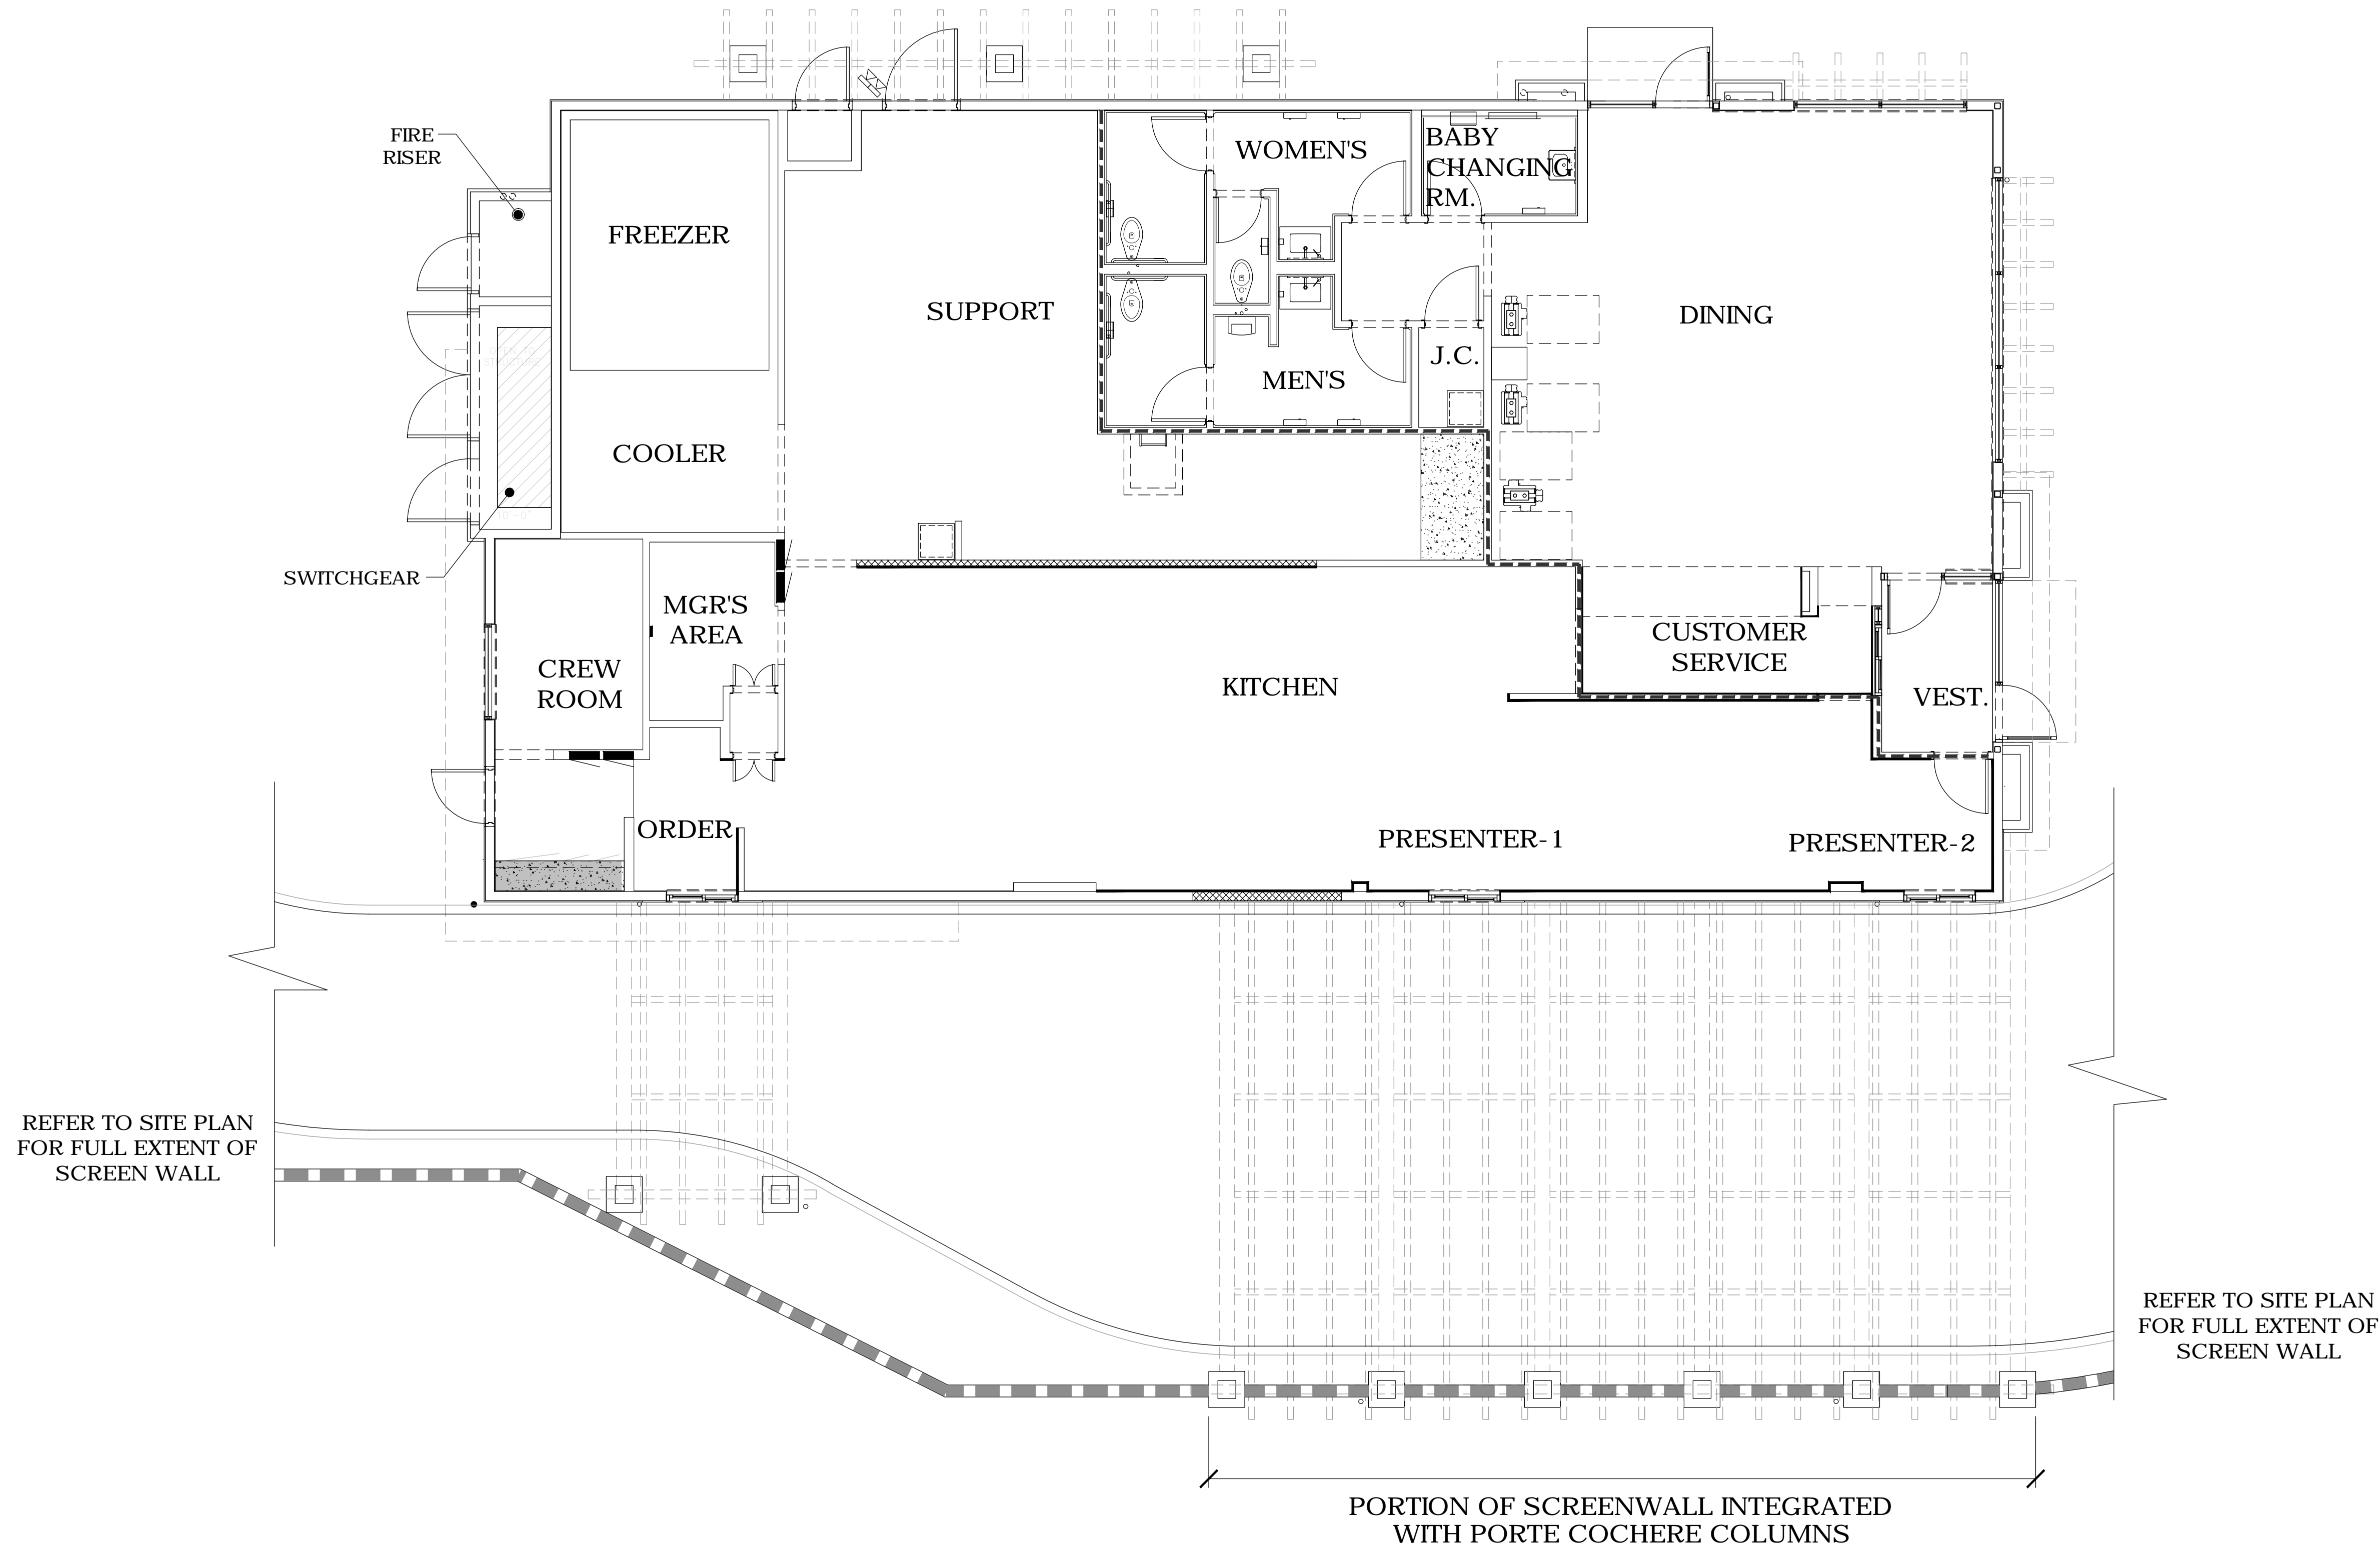 FIRE
RISER
WOMEN'S
BABY
CHANGING
RM.
FREEZER
SUPPORT
DINING
J.C.
MEN'S
COOLER
SWITCHGEAR
MGR'S
AREA
CUSTOMER
SERVICE
CREW
ROOM
KITCHEN
VEST.
ORDER
PRESENTER-1
PRESENTER-2
REFER TO SITE PLAN
FOR FULL EXTENT OF
SCREEN WALL
REFER TO SITE PLAN
FOR FULL EXTENT OF
SCREEN WALL
PORTION OF SCREENWALL INTEGRATED
WITH PORTE COCHERE COLUMNS